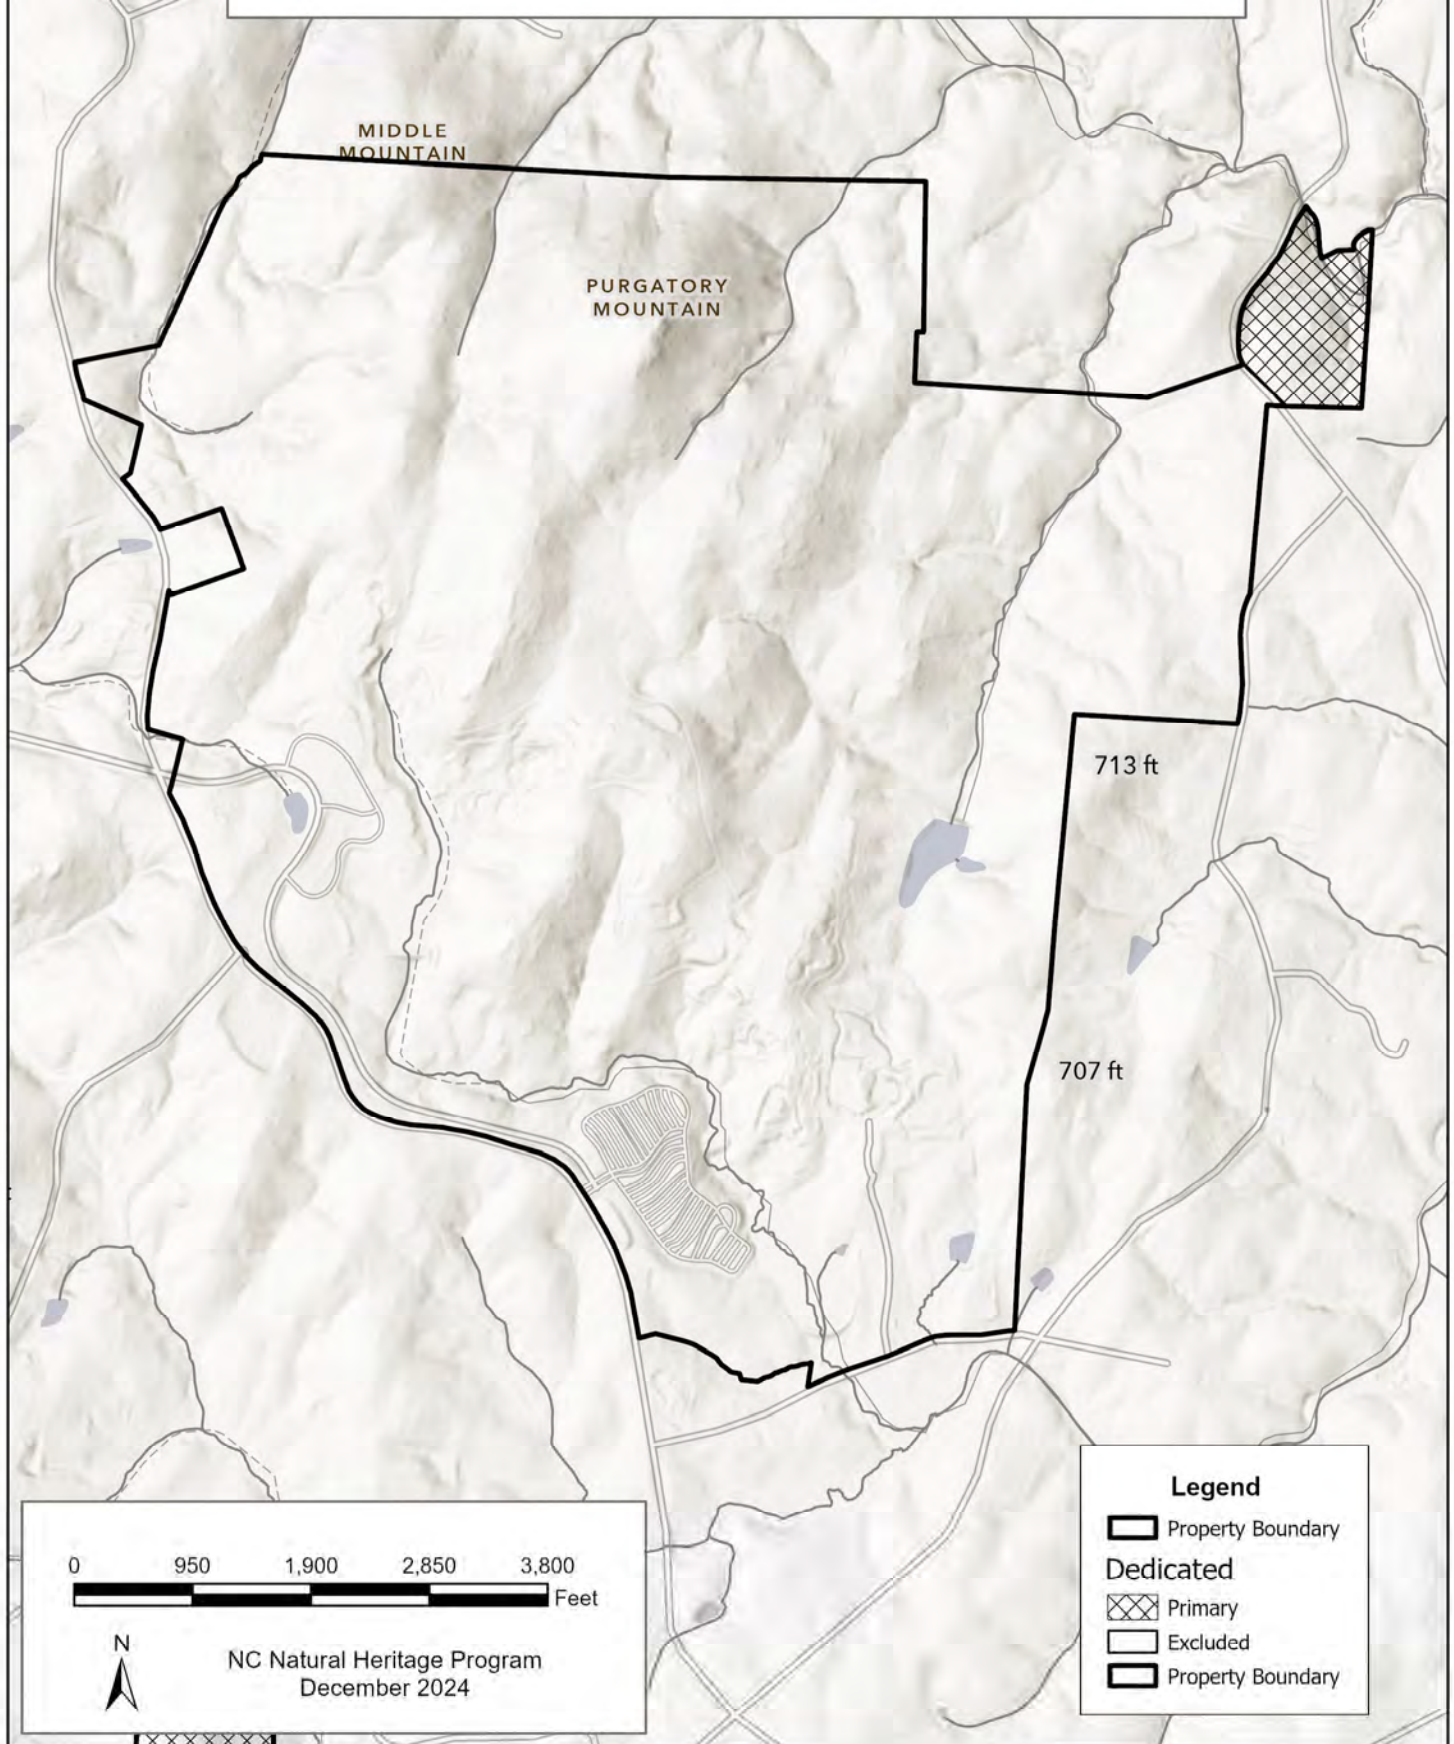 MIDDLE
MOUNTAIN
PURGATORY
MOUNTAIN
713 ft
707 ft
Legend
Property Boundary
Dedicated
Primary
Excluded
Property Boundary
0 950 1,900 2,850 3,800
Feet
N
NC Natural Heritage Program
December 2024